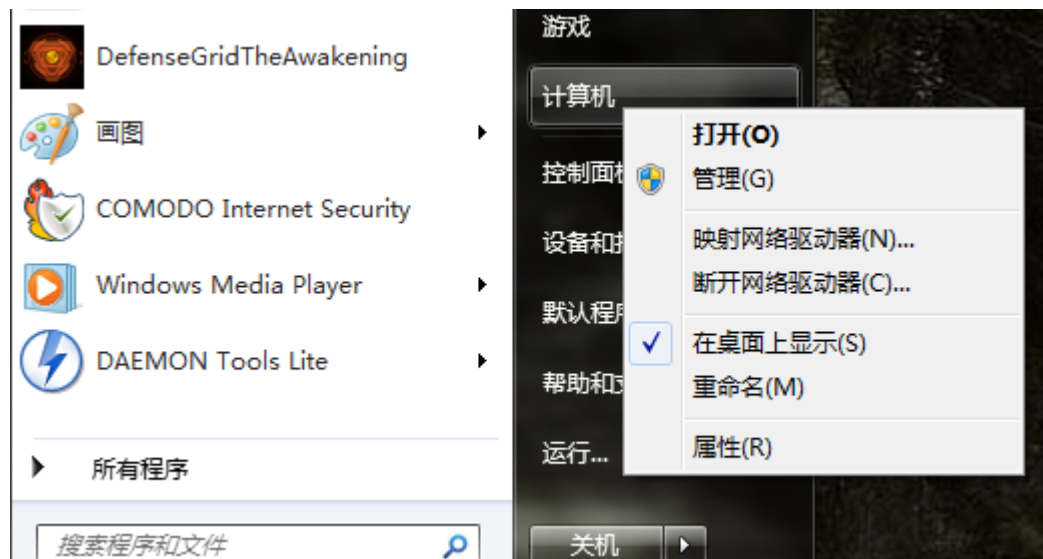 DefenseGridTheAwakening
画图
COMODO Internet Security
Windows Media Player
DAEMON Tools Lite
所有程序
搜索程序和文件
游戏
计算机
控制面
设备和
默认程
帮助和
运行...
关机
打开(O)
管理(G)
映射网络驱动器(N)...
断开网络驱动器(C)...
在桌面上显示(S)
重命名(M)
属性(R)